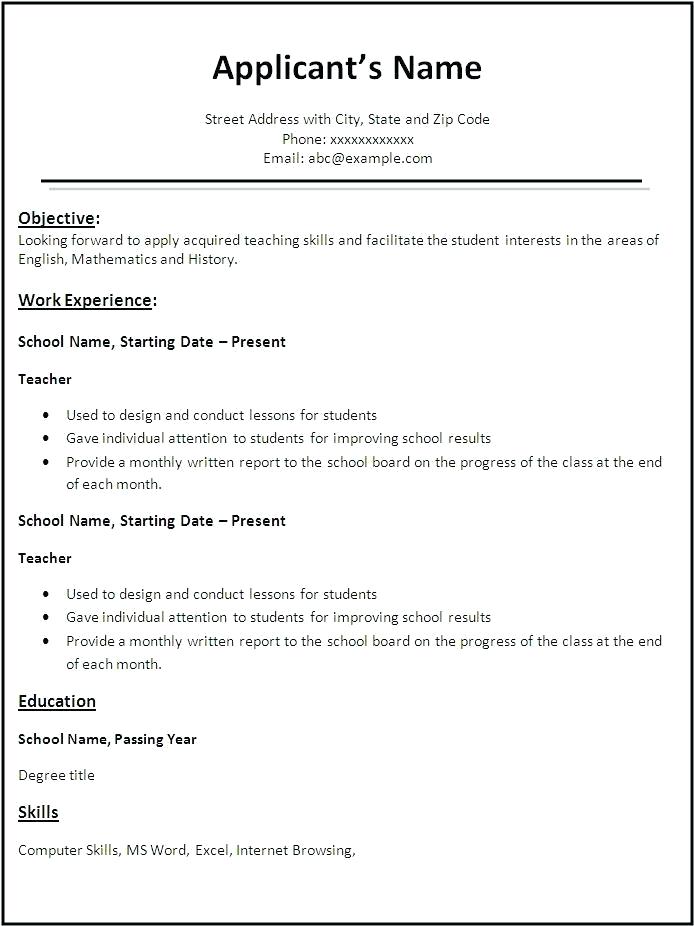 Applicant's Name
Street Address with City, State and Zip Code
Phone: xxxxxxxxxxxx
Email: abc@example.com
Objective:
Looking forward to apply acquired teaching skills and facilitate the student interests in the areas of
English, Mathematics and History.
Work Experience:
School Name, Starting Date – Present
Teacher
• Used to design and conduct lessons for students
• Gave individual attention to students for improving school results
• Provide a monthly written report to the school board on the progress of the class at the end
of each month.
School Name, Starting Date – Present
Teacher
• Used to design and conduct lessons for students
• Gave individual attention to students for improving school results
• Provide a monthly written report to the school board on the progress of the class at the end
of each month.
Education
School Name, Passing Year
Degree title
Skills
Computer Skills, MS Word, Excel, Internet Browsing,